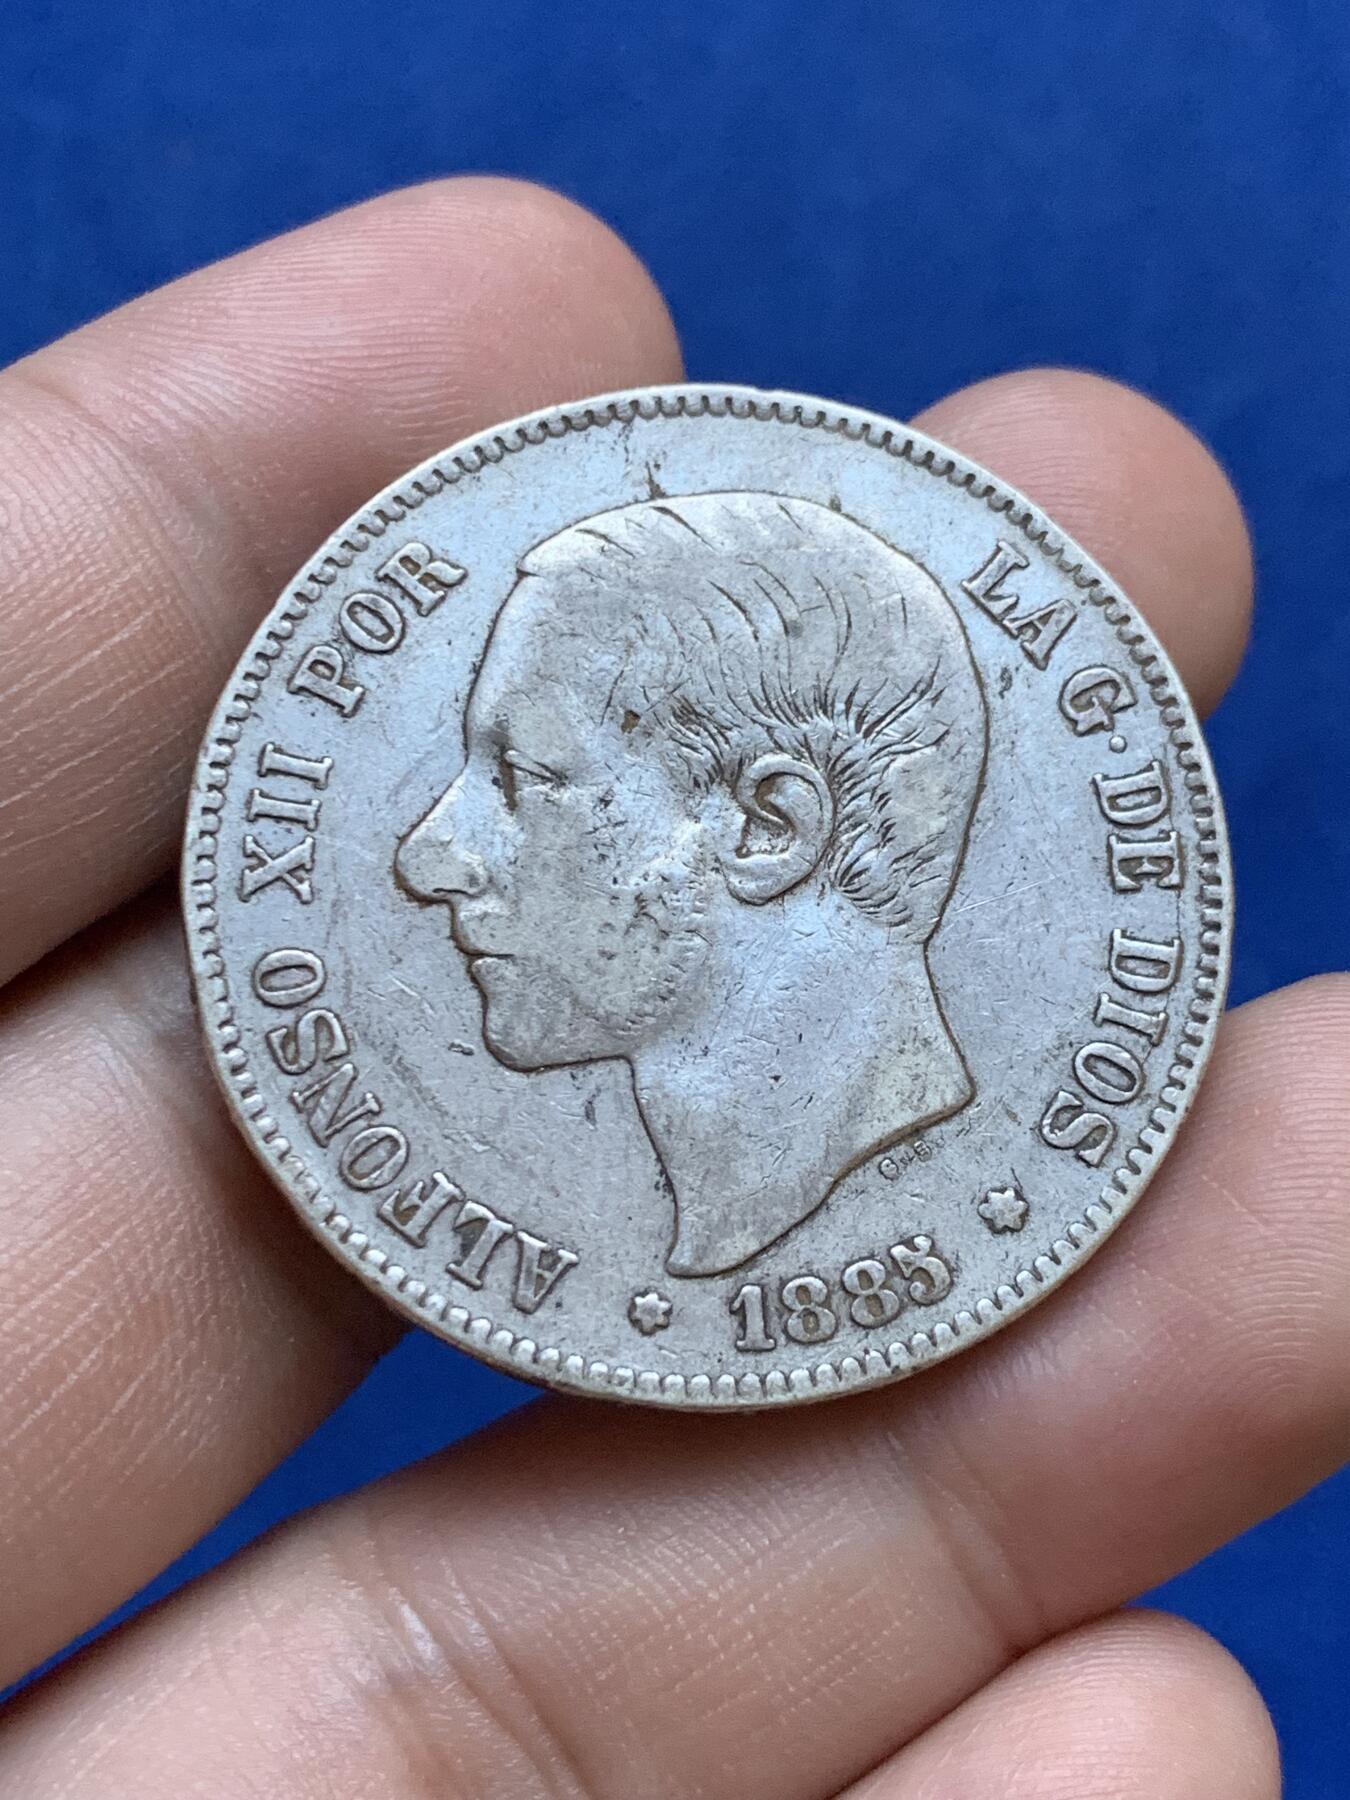 ALFONSO XII POR LA G· DE DIOS
* 1885 *